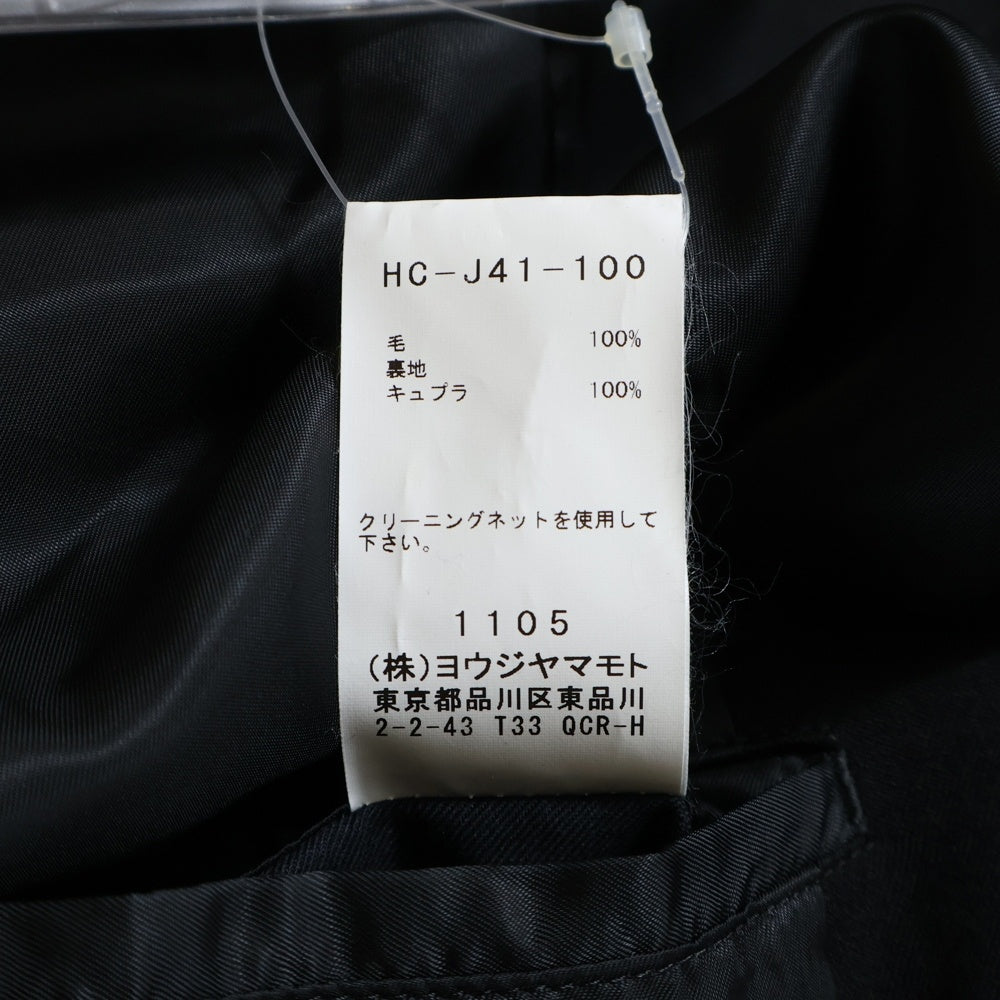 HC-J41-100
毛 100%
裏地
キュプラ 100%
クリーニングネットを使用して
下さい。
1105
(株)ヨウジヤマモト
東京都品川区東品川
2-2-43 T33 QCR-H